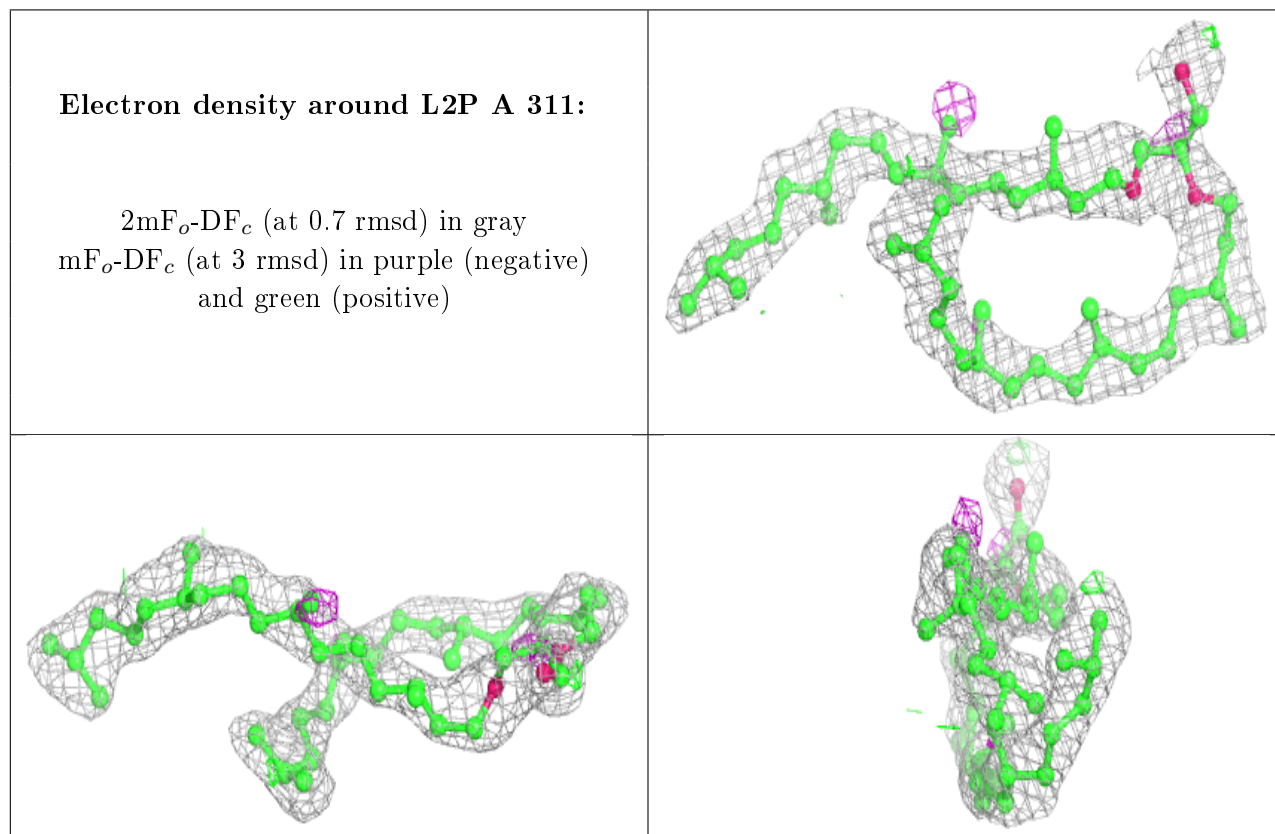 Electron density around L2P A 311:
2mFo-DFc (at 0.7 rmsd) in gray
mFo-DFc (at 3 rmsd) in purple (negative)
and green (positive)